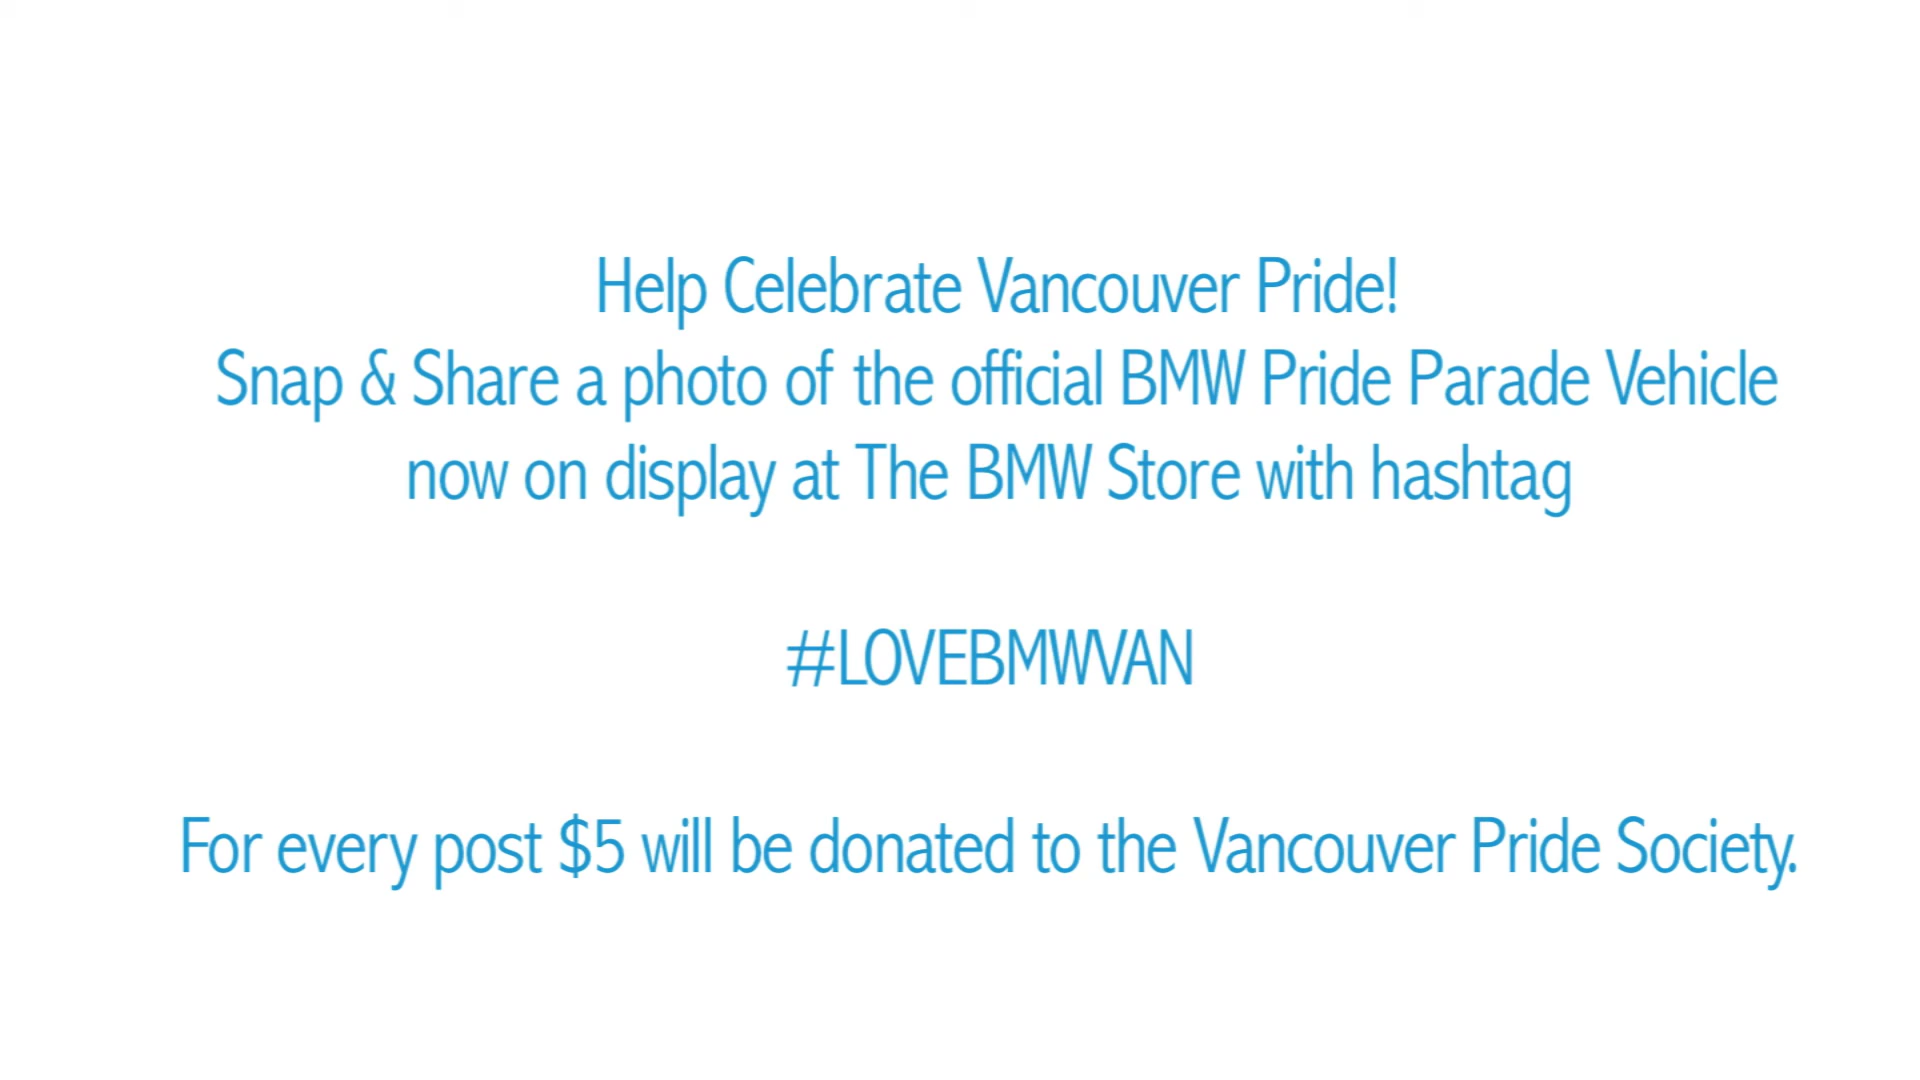 Help Celebrate Vancouver Pride!
Snap & Share a photo of the official BMW Pride Parade Vehicle
now on display at The BMW Store with hashtag
#LOVEBMWVAN
For every post $5 will be donated to the Vancouver Pride Society.